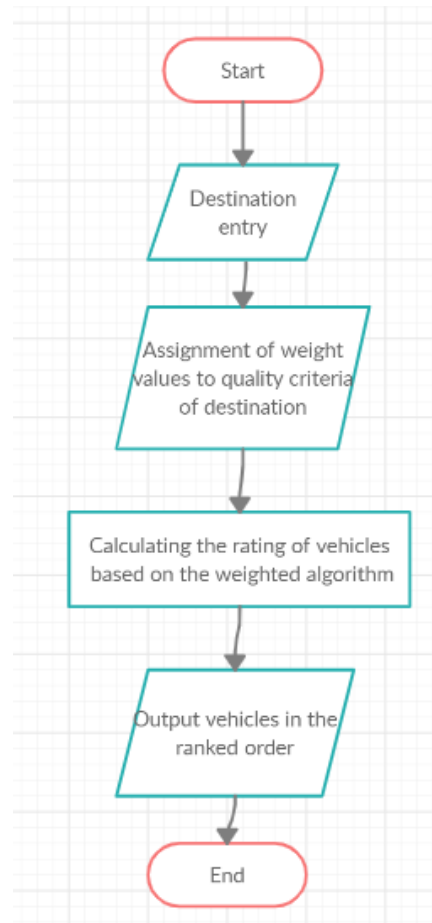 Start
Destination
entry
Assignment of weight
values to quality criteria
of destination
Calculating the rating of vehicles
based on the weighted algorithm
Output vehicles in the
ranked order
End